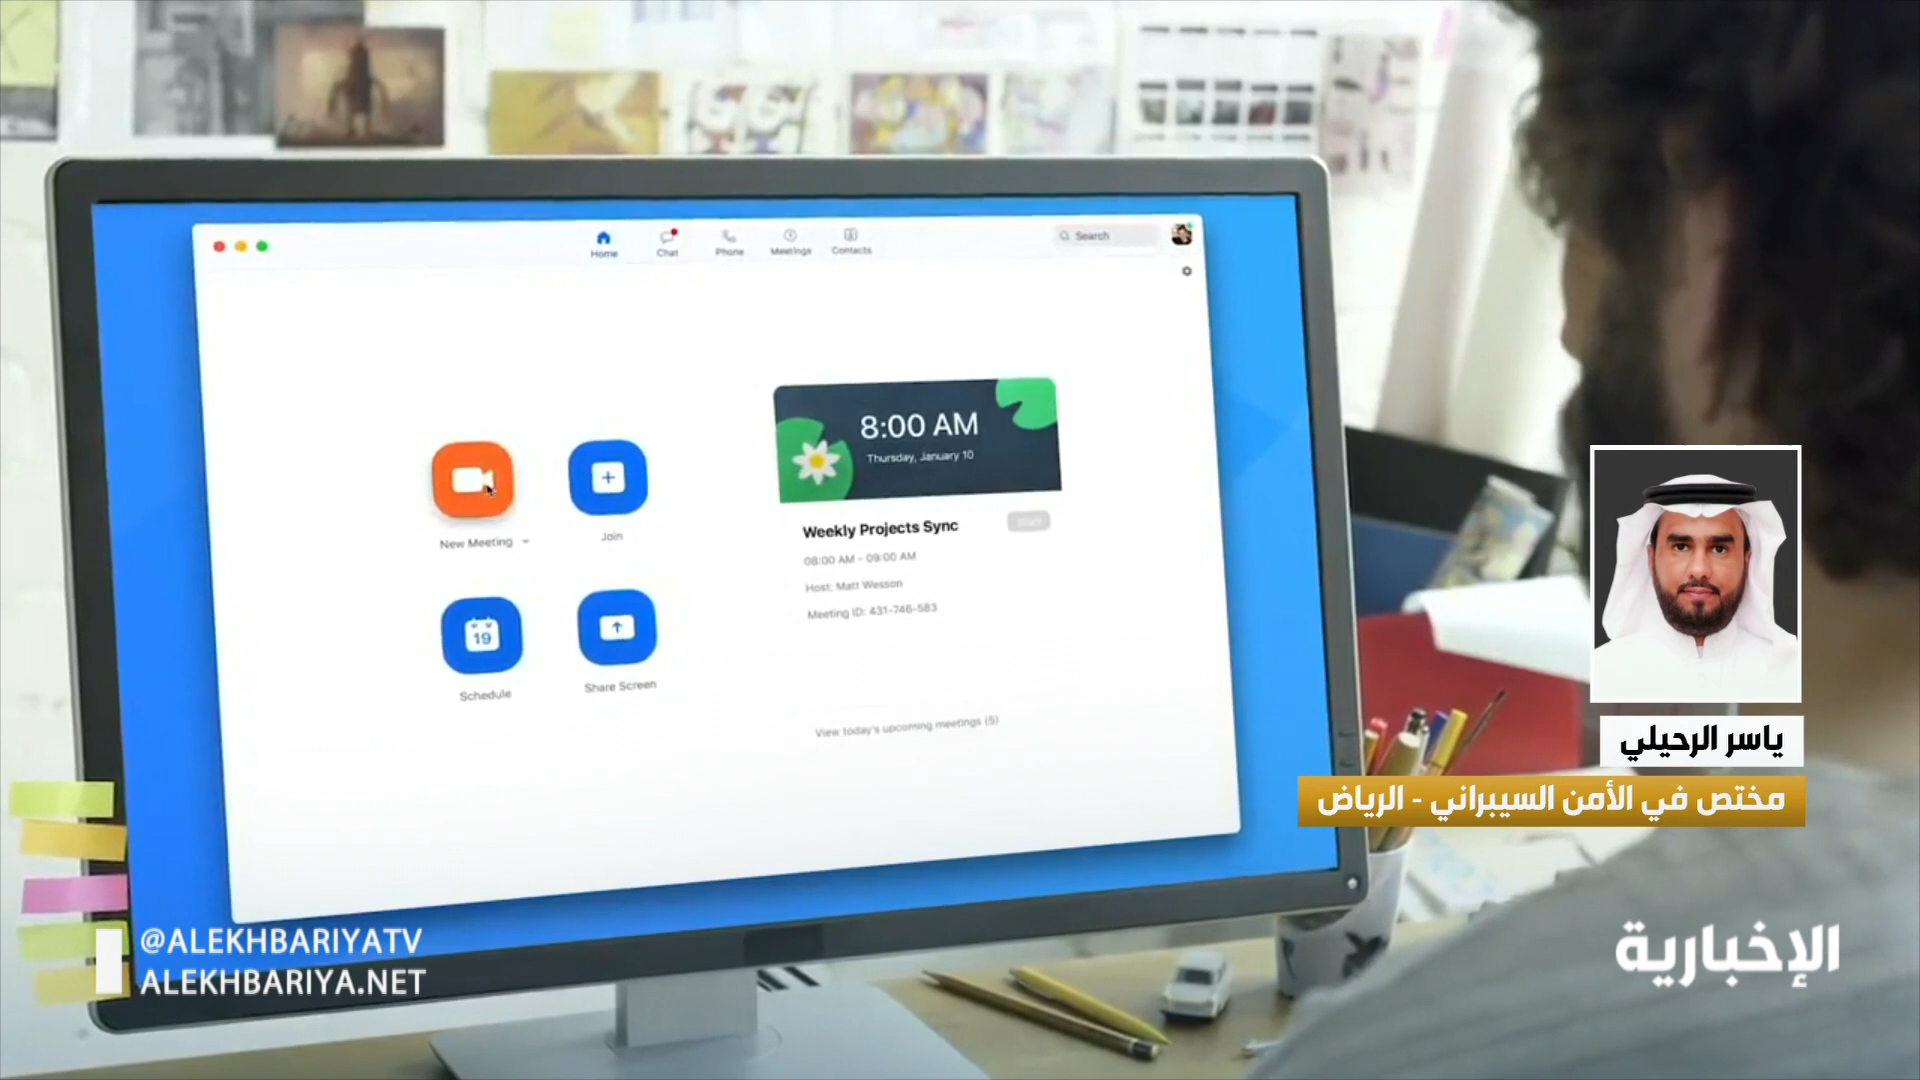 Home
Chat
Phone
Meetings
Contacts
Search
8:00 AM
Thursday, January 10
New Meeting
Join
Weekly Projects Sync
Start
08:00 AM - 09:00 AM
Host: Matt Wesson
Meeting ID: 431-746-583
19
Schedule
Share Screen
View today's upcoming meetings (5)
ياسر الرحيلي
مختص في الأمن السيبراني - الرياض
@ALEKHBARIYATV
ALEKHBARIYA.NET
الإخبارية